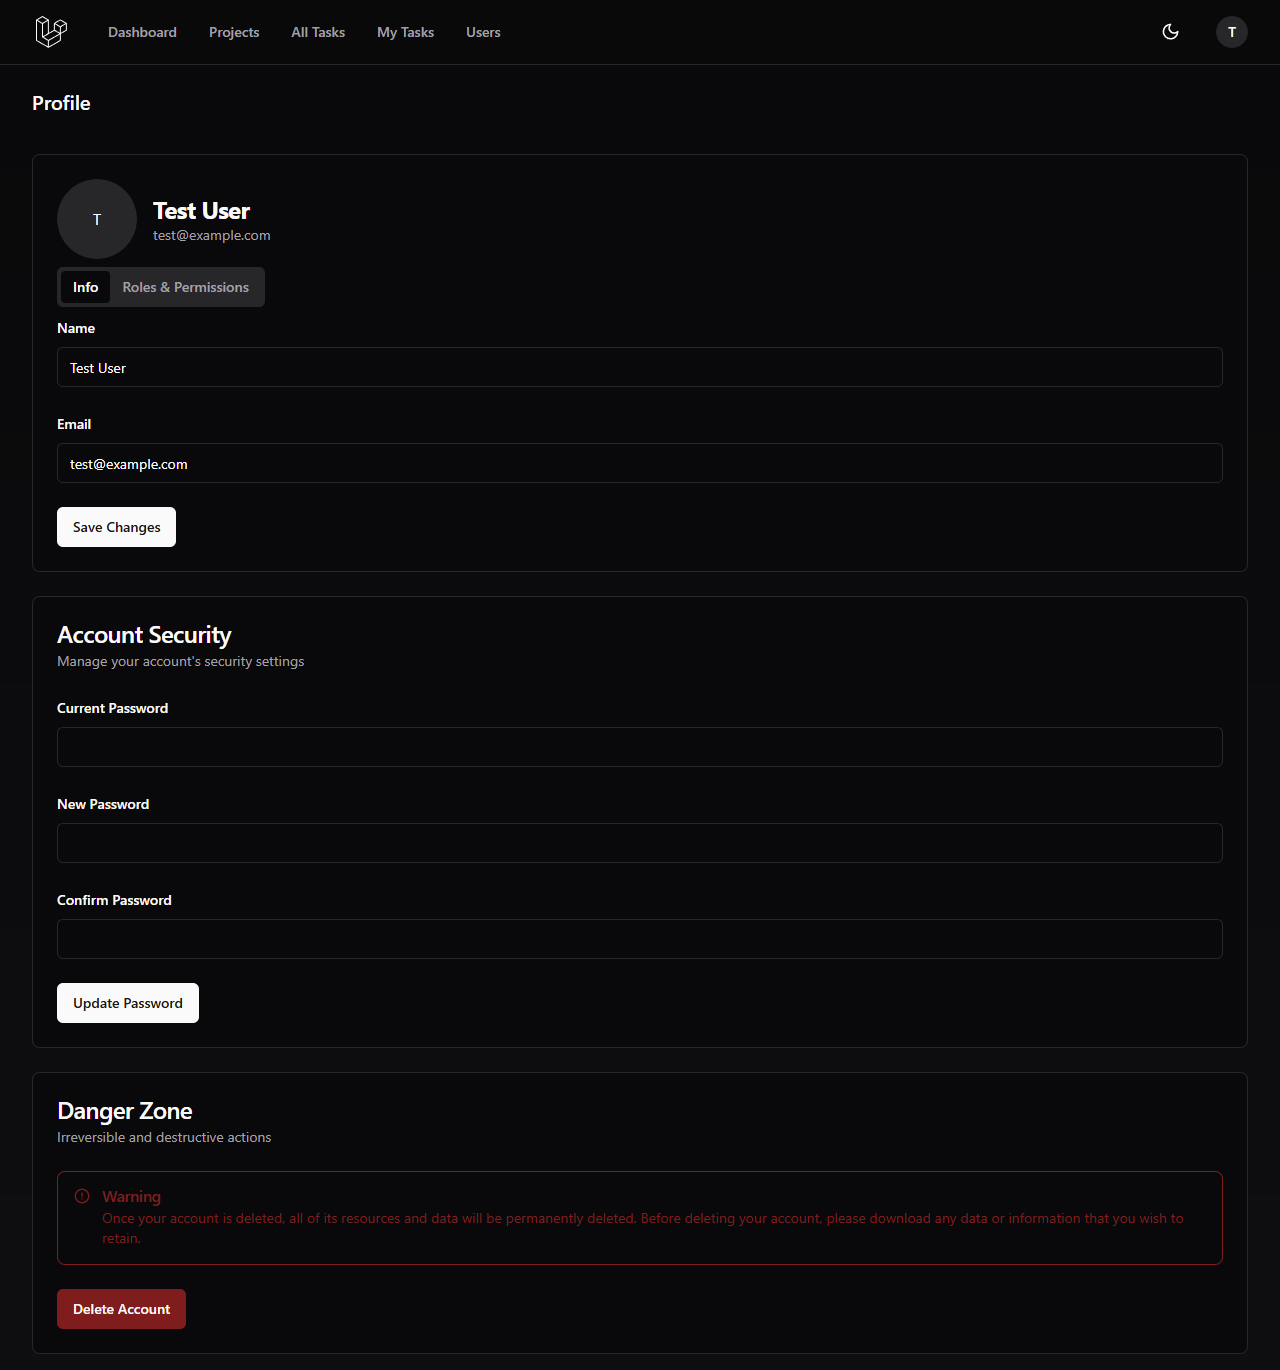 Dashboard Projects All Tasks My Tasks Users T
Profile
T
Test User
test@example.com
Info Roles & Permissions
Name
Test User
Email
test@example.com
Save Changes
Account Security
Manage your account's security settings
Current Password
New Password
Confirm Password
Update Password
Danger Zone
Irreversible and destructive actions
Warning
Once your account is deleted, all of its resources and data will be permanently deleted. Before deleting your account, please download any data or information that you wish to
retain.
Delete Account